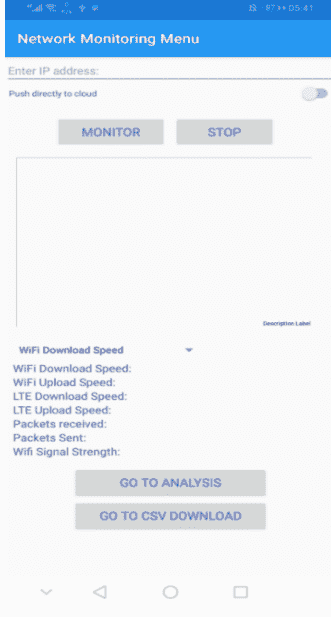 97 05:41
Network Monitoring Menu
Enter IP address:
Push directly to cloud
MONITOR STOP
Description Label
WiFi Download Speed
WiFi Download Speed:
WiFi Upload Speed:
LTE Download Speed:
LTE Upload Speed:
Packets received:
Packets Sent:
Wifi Signal Strength:
GO TO ANALYSIS
GO TO CSV DOWNLOAD